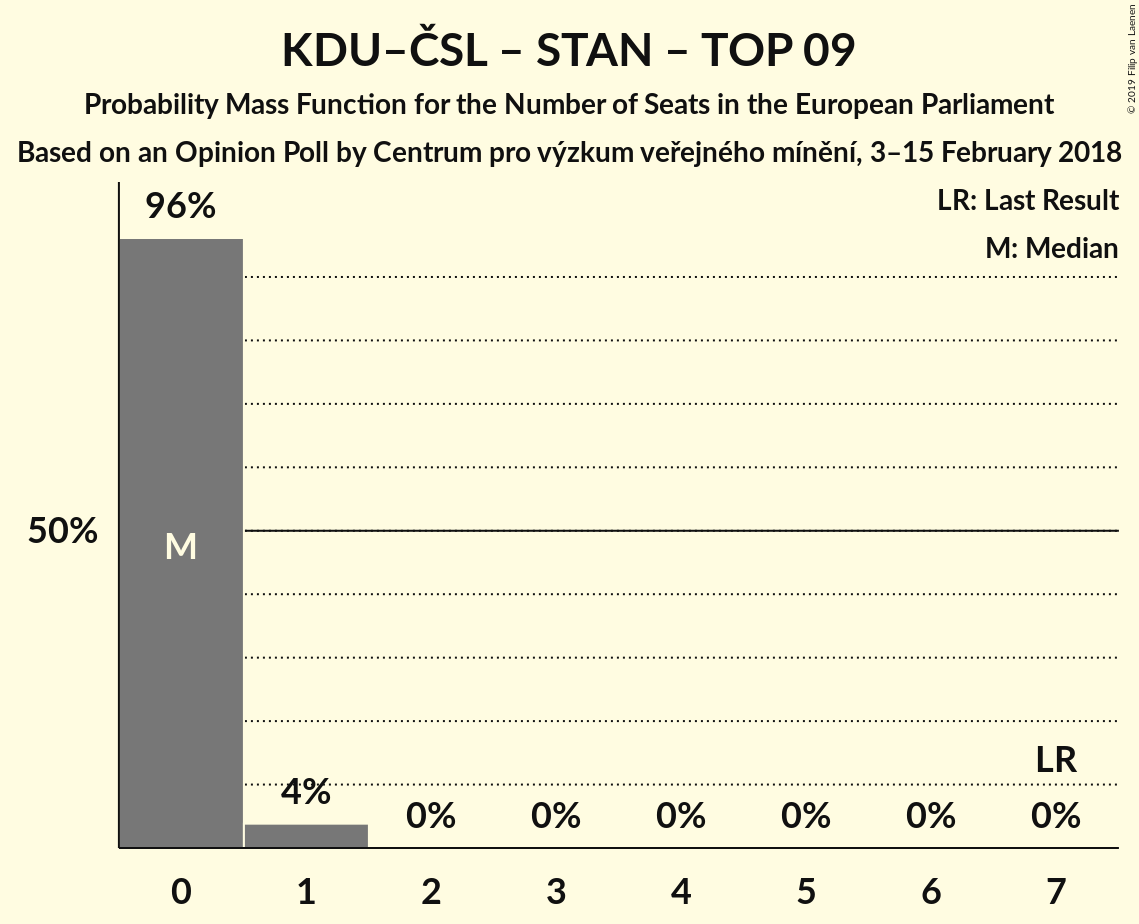 KDU–ČSL – STAN – TOP 09
Probability Mass Function for the Number of Seats in the European Parliament
Based on an Opinion Poll by Centrum pro výzkum veřejného mínění, 3–15 February 2018
© 2019 Filip van Laenen
LR: Last Result
M: Median
96%
50%
M
4%
0%
0%
0%
0%
0%
LR
0%
0 1 2 3 4 5 6 7